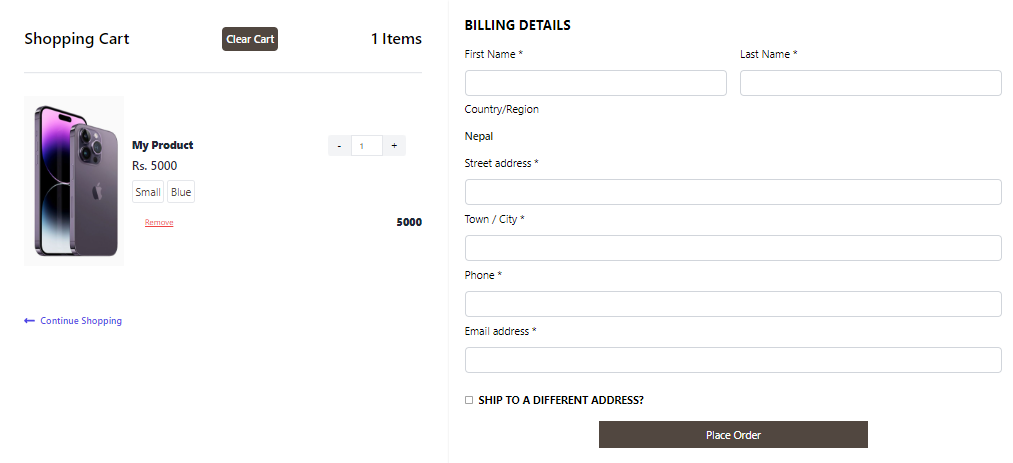 Shopping Cart
Clear Cart
1 Items
My Product
Rs. 5000
Small
Blue
- 1 +
Remove
5000
Continue Shopping
BILLING DETAILS
First Name *
Last Name *
Country/Region
Nepal
Street address *
Town / City *
Phone *
Email address *
SHIP TO A DIFFERENT ADDRESS?
Place Order